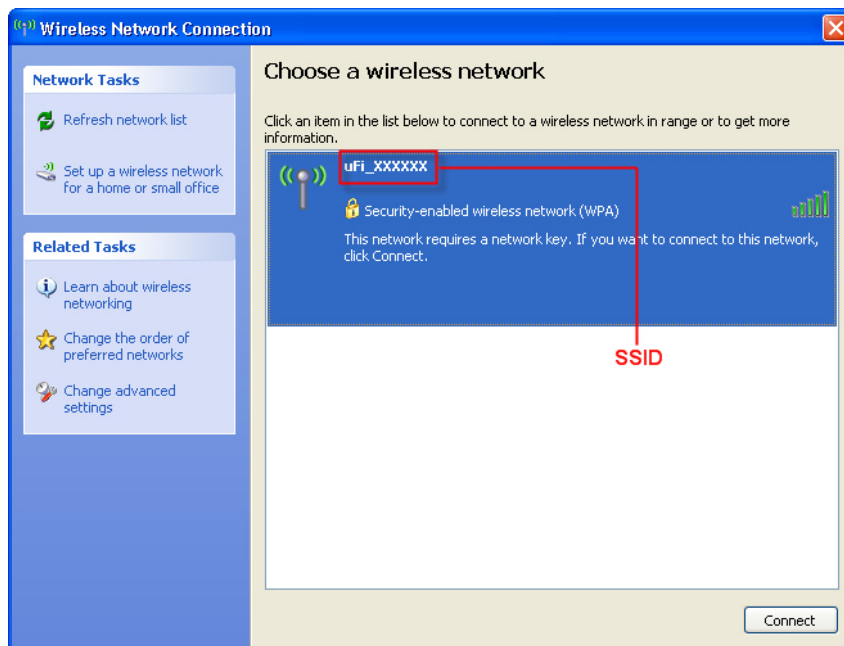 Wireless Network Connection
Network Tasks
Refresh network list
Set up a wireless network
for a home or small office
Related Tasks
Learn about wireless
networking
Change the order of
preferred networks
Change advanced
settings
Choose a wireless network
Click an item in the list below to connect to a wireless network in range or to get more
information.
uFi_XXXXXX
Security-enabled wireless network (WPA)
This network requires a network key. If you want to connect to this network,
click Connect.
SSID
Connect